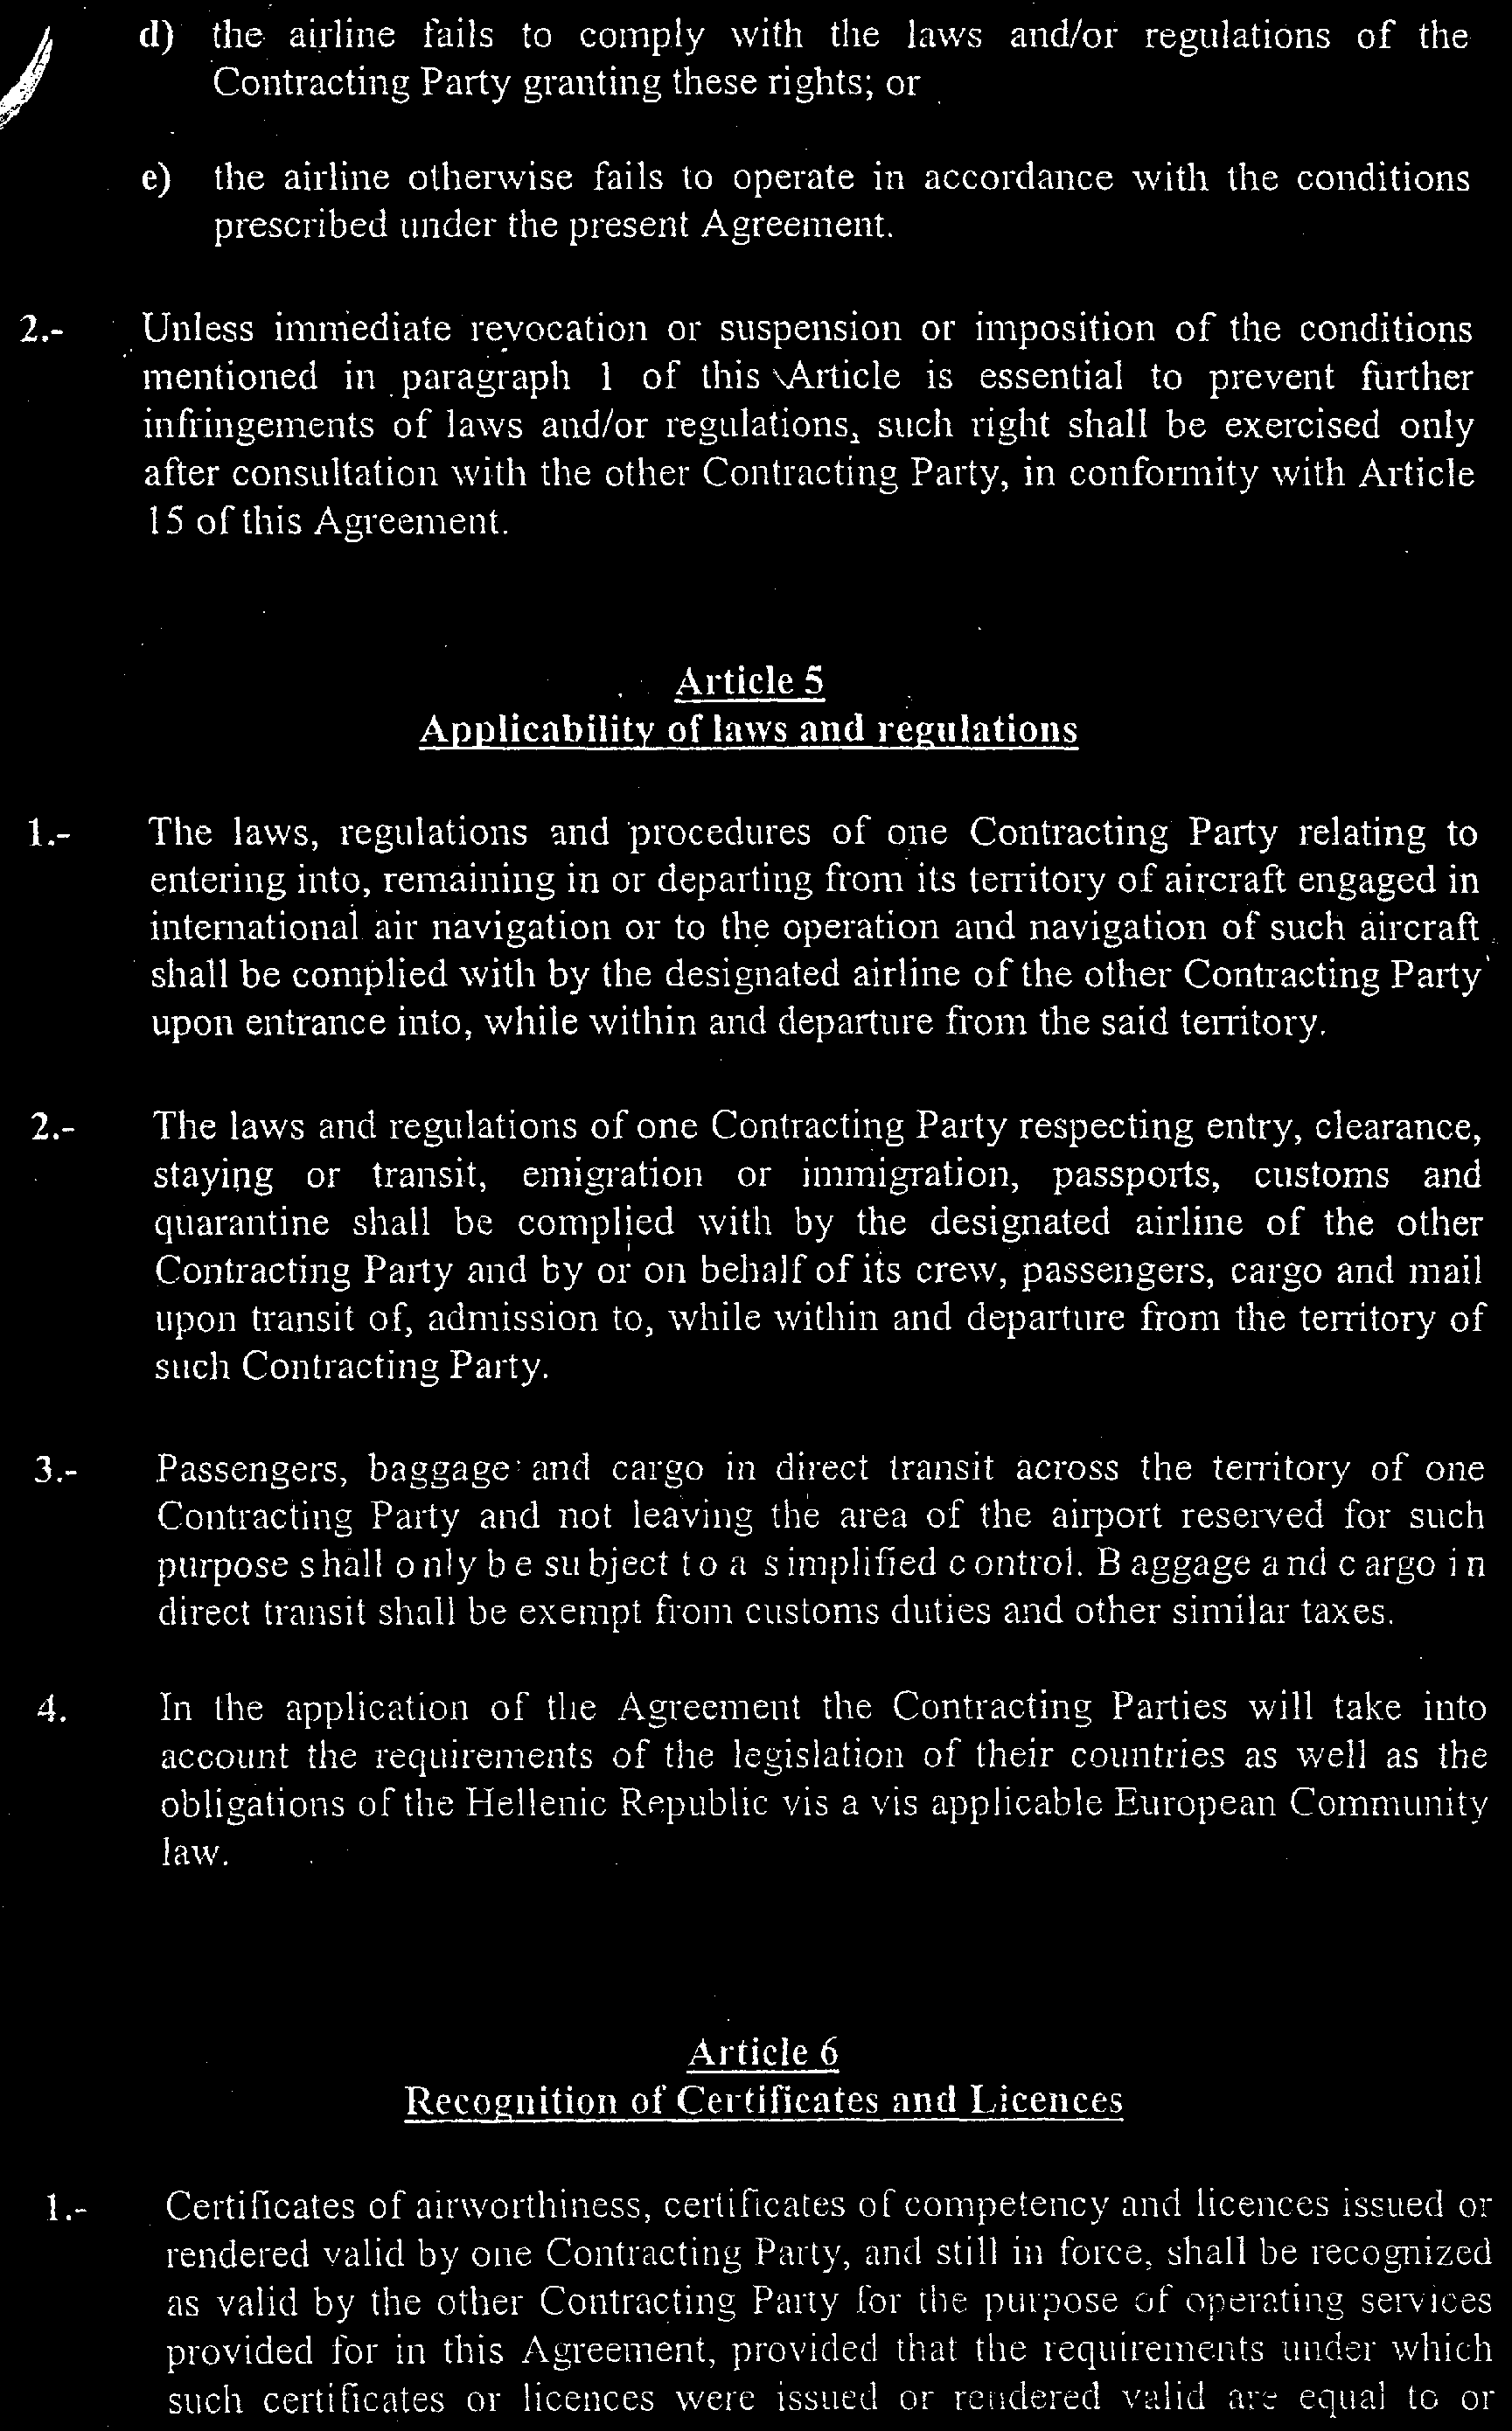 d) the airline fails to comply with the laws and/or regulations of the
Contracting Party granting these rights; or
e) the airline otherwise fails to operate in accordance with the conditions
prescribed under the present Agreement.
2.- Unless immediate revocation or suspension or imposition of the conditions
mentioned in paragraph 1 of this Article is essential to prevent further
infringements of laws and/or regulations, such right shall be exercised only
after consultation with the other Contracting Party, in conformity with Article
15 of this Agreement.
Article 5
Applicability of laws and regulations
1.- The laws, regulations and procedures of one Contracting Party relating to
entering into, remaining in or departing from its territory of aircraft engaged in
international air navigation or to the operation and navigation of such aircraft
shall be complied with by the designated airline of the other Contracting Party
upon entrance into, while within and departure from the said territory.
2.- The laws and regulations of one Contracting Party respecting entry, clearance,
staying or transit, emigration or immigration, passports, customs and
quarantine shall be complied with by the designated airline of the other
Contracting Party and by or on behalf of its crew, passengers, cargo and mail
upon transit of, admission to, while within and departure from the territory of
such Contracting Party.
3.- Passengers, baggage and cargo in direct transit across the territory of one
Contracting Party and not leaving the area of the airport reserved for such
purpose shall only be subject to a simplified control. Baggage and cargo in
direct transit shall be exempt from customs duties and other similar taxes.
4. In the application of the Agreement the Contracting Parties will take into
account the requirements of the legislation of their countries as well as the
obligations of the Hellenic Republic vis a vis applicable European Community
law.
Article 6
Recognition of Certificates and Licences
1.- Certificates of airworthiness, certificates of competency and licences issued or
rendered valid by one Contracting Party, and still in force, shall be recognized
as valid by the other Contracting Party for the purpose of operating services
provided for in this Agreement, provided that the requirements under which
such certificates or licences were issued or rendered valid are equal to or